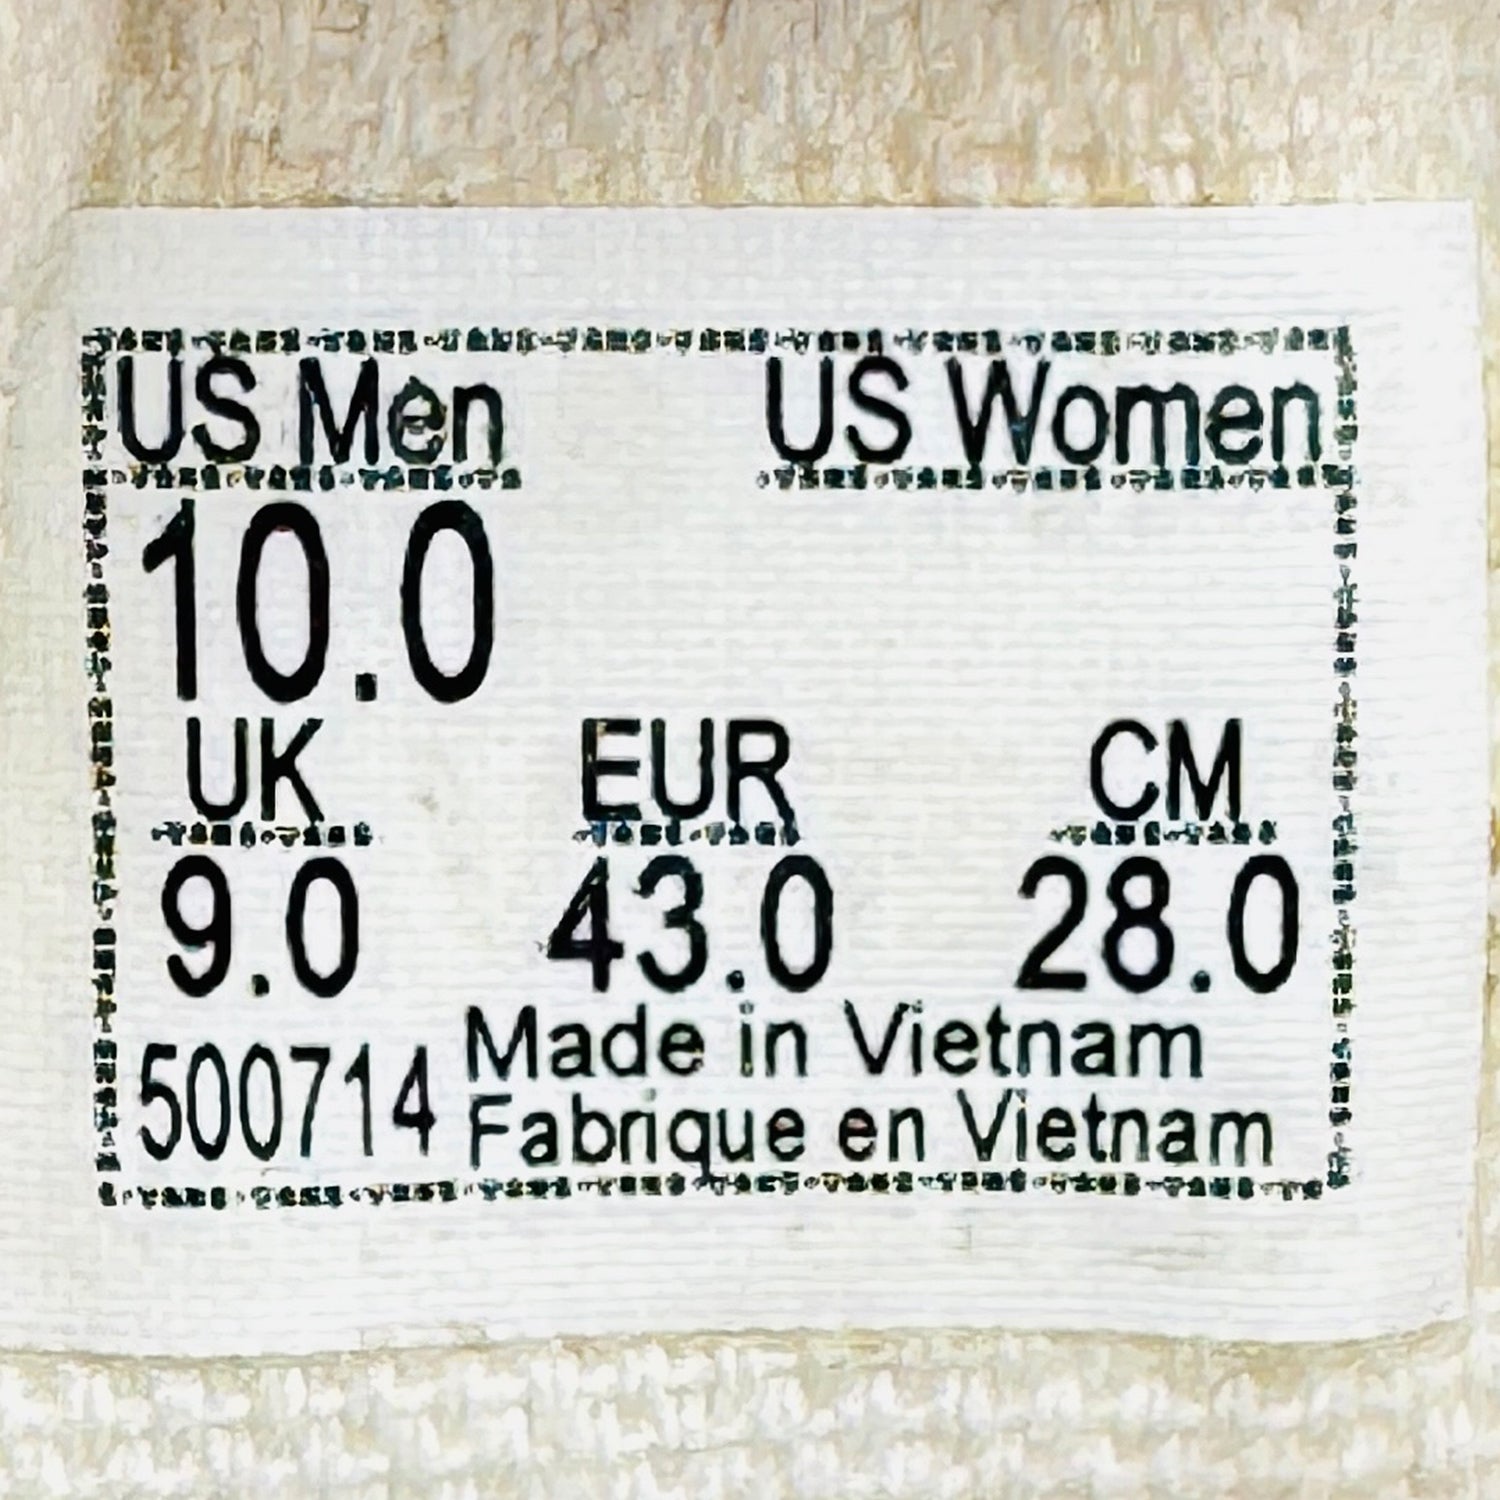 US Men US Women
10.0
UK EUR CM
9.0 43.0 28.0
500714 Made in Vietnam
Fabrique en Vietnam